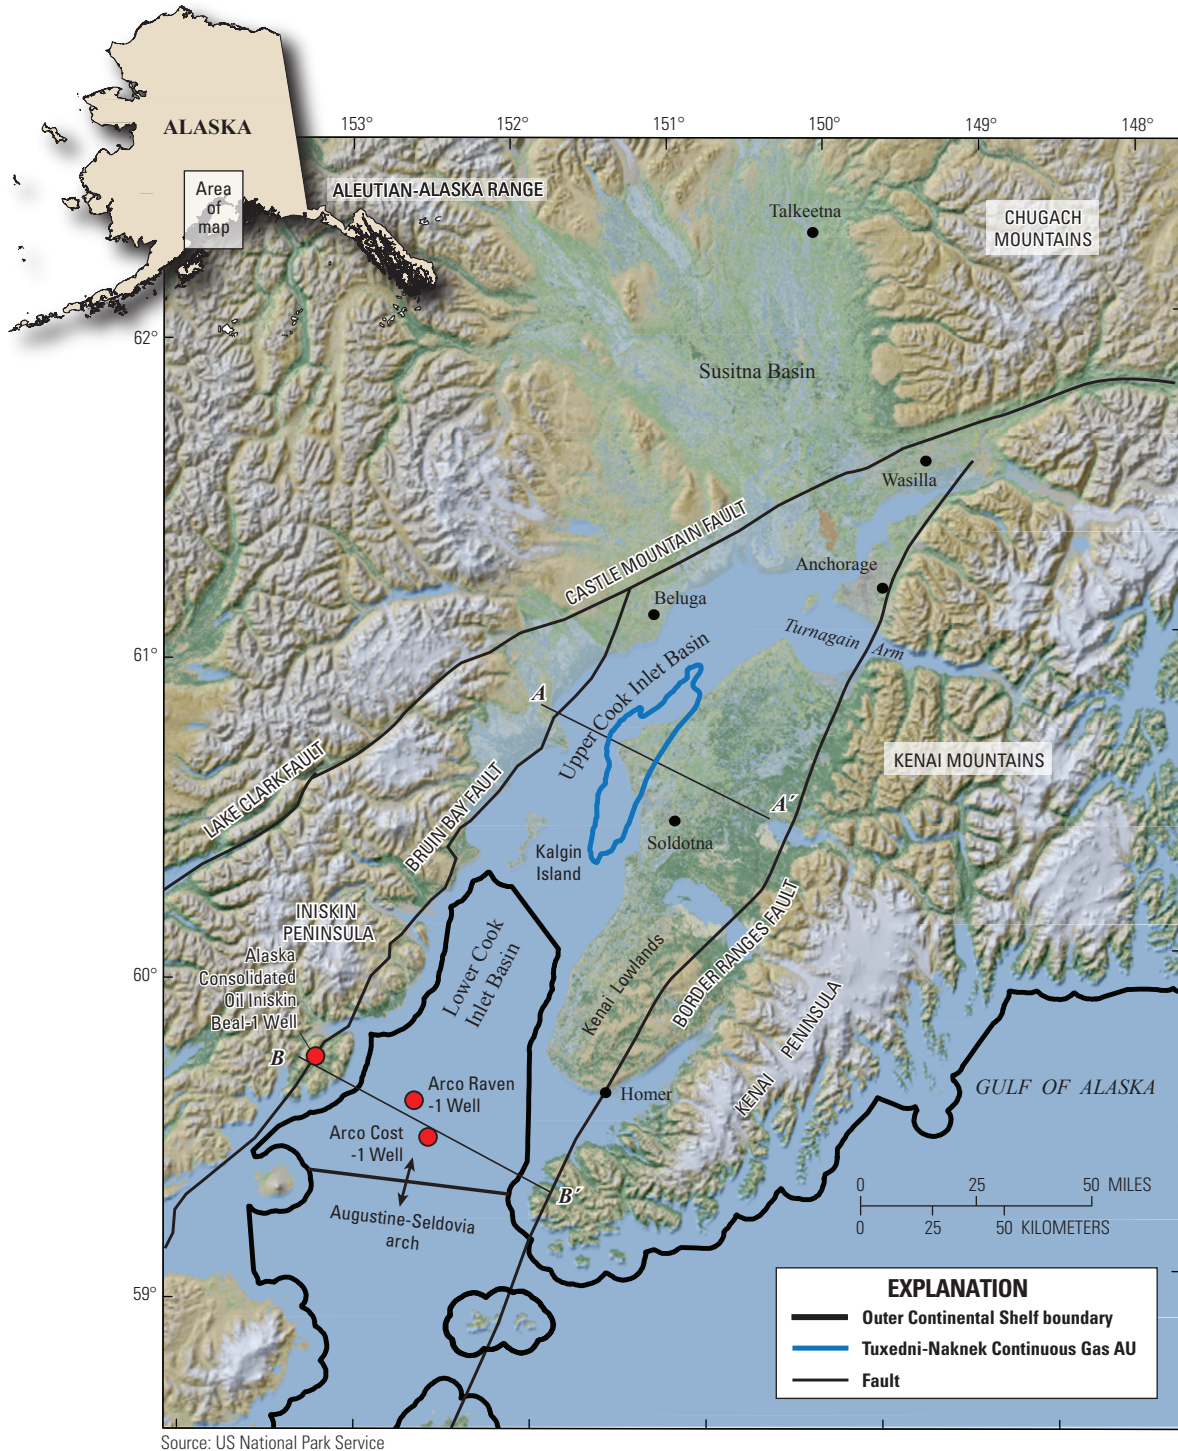 ALASKA
Area
of
map
153°
152°
151°
150°
149°
148°
ALEUTIAN-ALASKA RANGE
Talkeetna
CHUGACH
MOUNTAINS
62°
Susitna Basin
Wasilla
CASTLE MOUNTAIN FAULT
Anchorage
Beluga
Turnagain Arm
61°
A
Upper Cook Inlet Basin
LAKE CLARK FAULT
BRUIN BAY FAULT
KENAI MOUNTAINS
A´
Soldotna
Kalgin
Island
INISKIN
PENINSULA
Alaska
Consolidated
Oil Iniskin
Beal-1 Well
Lower Cook
Inlet Basin
Kenai Lowlands
BORDER RANGES FAULT
60°
KENAI PENINSULA
B
Arco Raven
-1 Well
Homer
GULF OF ALASKA
Arco Cost
-1 Well
B´
Augustine-Seldovia
arch
0 25 50 MILES
0 25 50 KILOMETERS
59°
EXPLANATION
Outer Continental Shelf boundary
Tuxedni-Naknek Continuous Gas AU
Fault
Source: US National Park Service